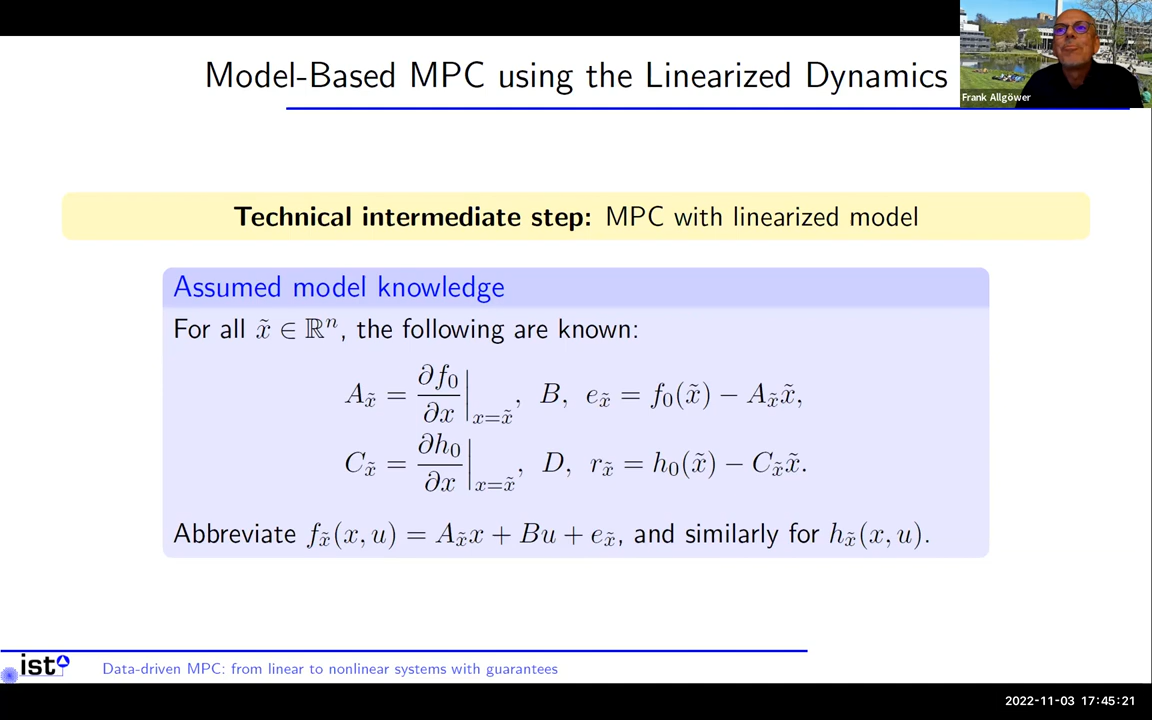 Model-Based MPC using the Linearized Dynamics
Frank Allgöwer
Technical intermediate step: MPC with linearized model
Assumed model knowledge
For all x̃ ∈ ℝⁿ, the following are known:
A_x̃ = ∂f₀/∂x |_{x=x̃}, B, e_x̃ = f₀(x̃) − A_x̃ x̃,
C_x̃ = ∂h₀/∂x |_{x=x̃}, D, r_x̃ = h₀(x̃) − C_x̃ x̃.
Abbreviate f_x̃(x, u) = A_x̃ x + Bu + e_x̃, and similarly for h_x̃(x, u).
ist
Data-driven MPC: from linear to nonlinear systems with guarantees
2022-11-03 17:45:21